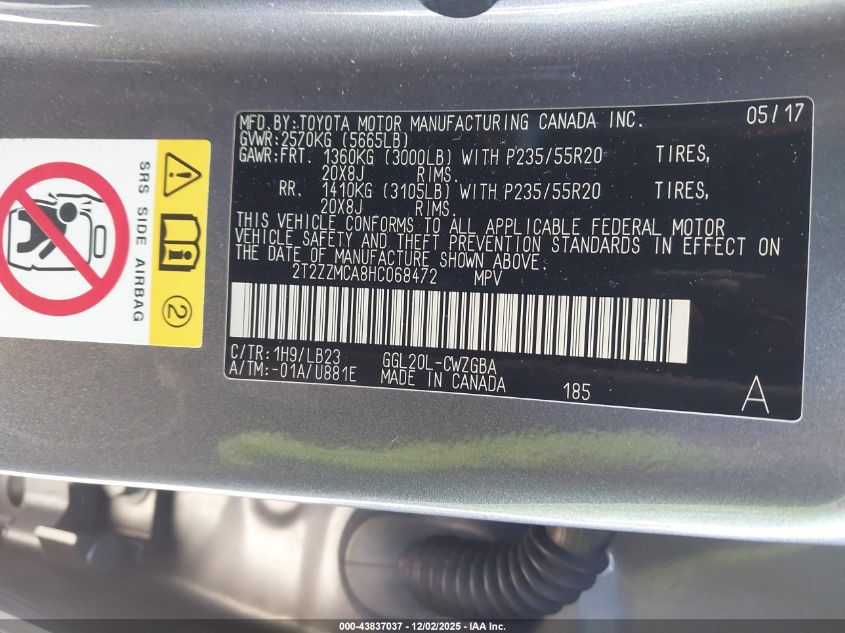 MFD.BY:TOYOTA MOTOR MANUFACTURING CANADA INC. 05/17
GVWR:2570KG (5665LB)
GAWR:FRT. 1360KG (3000LB) WITH P235/55R20 TIRES,
20X8J RIMS.
RR. 1410KG (3105LB) WITH P235/55R20 TIRES,
20X8J RIMS.
THIS VEHICLE CONFORMS TO ALL APPLICABLE FEDERAL MOTOR
VEHICLE SAFETY AND THEFT PREVENTION STANDARDS IN EFFECT ON
THE DATE OF MANUFACTURE SHOWN ABOVE.
2T2ZZMCA8HC068472 MPV
C/TR:1H9/LB23 GGL20L-CWZGBA
A/TM:-01A/U881E MADE IN CANADA 185 A
SRS SIDE AIRBAG
2
000-43837037 - 12/02/2025 - IAA Inc.